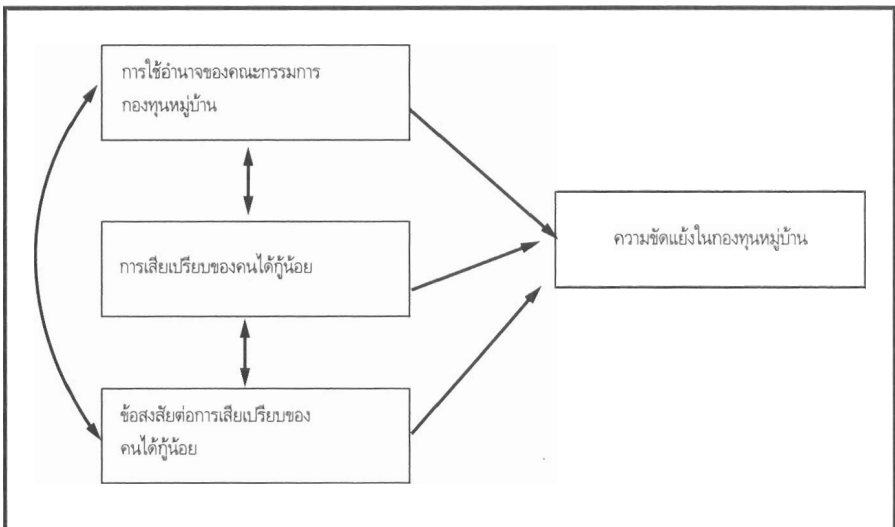 การใช้อำนาจของคณะกรรมการ
กองทุนหมู่บ้าน
การเสียเปรียบของคนได้กู้น้อย
ความขัดแย้งในกองทุนหมู่บ้าน
ข้อสงสัยต่อการเสียเปรียบของ
คนได้กู้น้อย